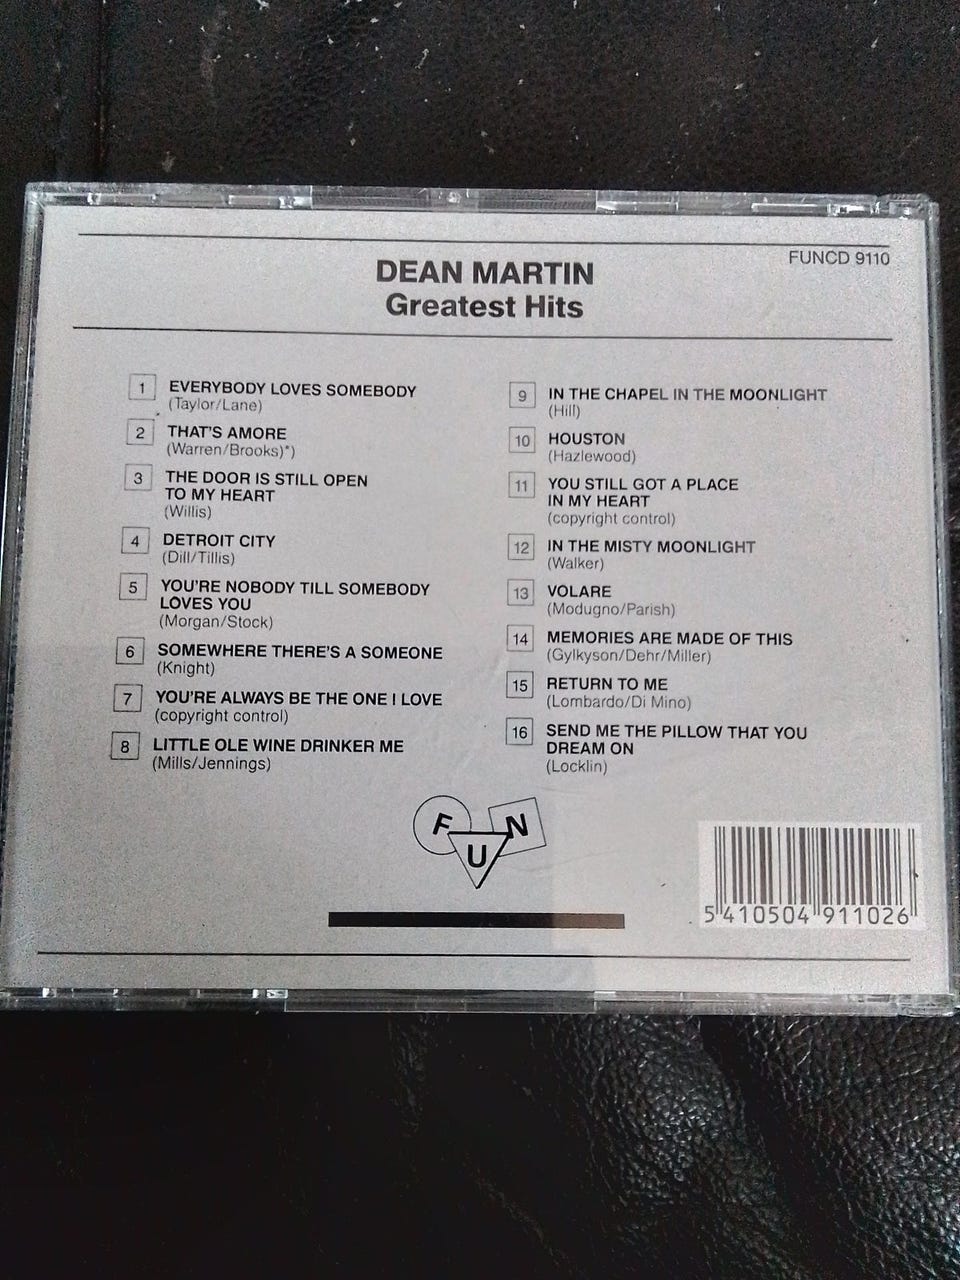 FUNCD 9110
DEAN MARTIN
Greatest Hits
1 EVERYBODY LOVES SOMEBODY
(Taylor/Lane)
2 THAT'S AMORE
(Warren/Brooks)*)
3 THE DOOR IS STILL OPEN
TO MY HEART
(Willis)
4 DETROIT CITY
(Dill/Tillis)
5 YOU'RE NOBODY TILL SOMEBODY
LOVES YOU
(Morgan/Stock)
6 SOMEWHERE THERE'S A SOMEONE
(Knight)
7 YOU'RE ALWAYS BE THE ONE I LOVE
(copyright control)
8 LITTLE OLE WINE DRINKER ME
(Mills/Jennings)
9 IN THE CHAPEL IN THE MOONLIGHT
(Hill)
10 HOUSTON
(Hazlewood)
11 YOU STILL GOT A PLACE
IN MY HEART
(copyright control)
12 IN THE MISTY MOONLIGHT
(Walker)
13 VOLARE
(Modugno/Parish)
14 MEMORIES ARE MADE OF THIS
(Gylkyson/Dehr/Miller)
15 RETURN TO ME
(Lombardo/Di Mino)
16 SEND ME THE PILLOW THAT YOU
DREAM ON
(Locklin)
FUN
5 410504 911026